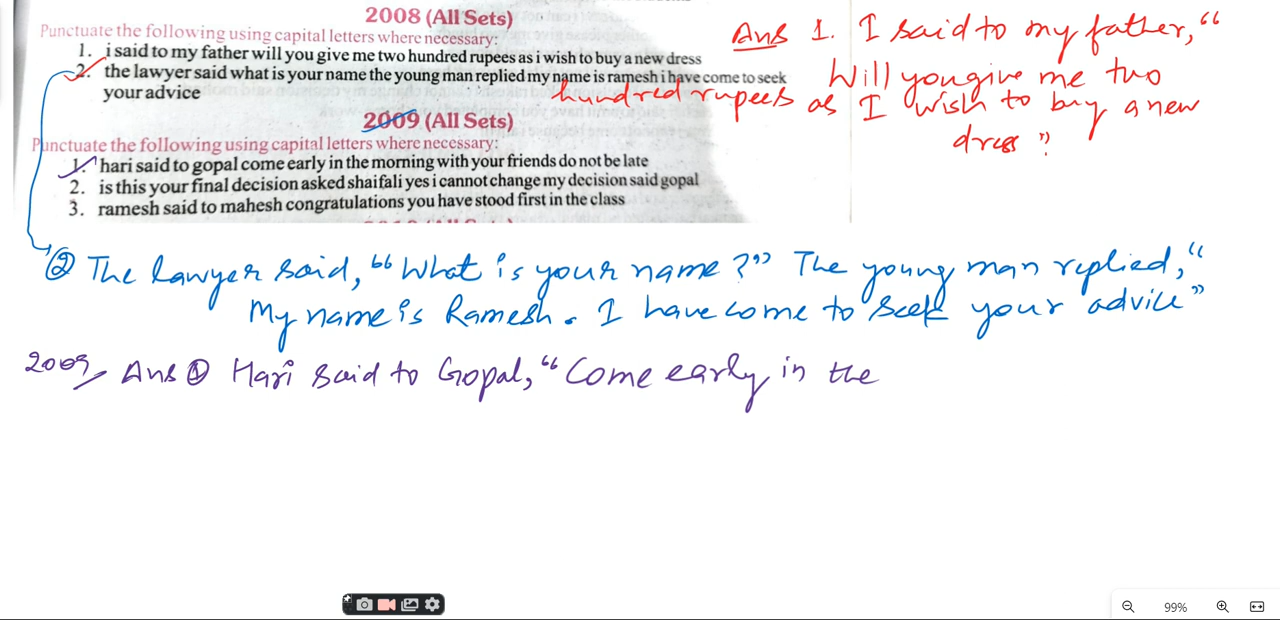 2008 (All Sets)
Punctuate the following using capital letters where necessary:
1. i said to my father will you give me two hundred rupees as i wish to buy a new dress
2. the lawyer said what is your name the young man replied my name is ramesh i have come to seek
your advice
2009 (All Sets)
Punctuate the following using capital letters where necessary:
1. hari said to gopal come early in the morning with your friends do not be late
2. is this your final decision asked shaifali yes i cannot change my decision said gopal
3. ramesh said to mahesh congratulations you have stood first in the class
Ans 1. I said to my father, “
Will you give me two
hundred rupees as I wish to buy a new
dress ”
② The lawyer said, “What is your name?” The young man replied, “
My name is Ramesh. I have come to seek your advice”
2009, Ans ① Hari said to Gopal, “Come early in the
99%